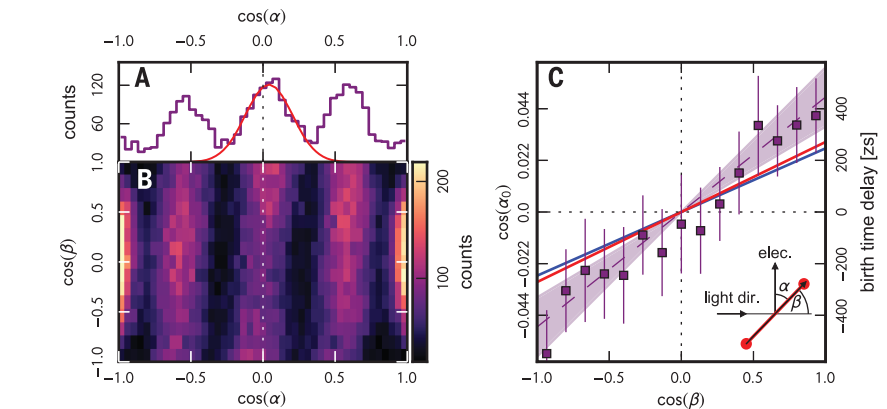 cos(α)
−1.0 −0.5 0.0 0.5 1.0
A
counts
120
60
B
cos(β)
1.0
0.5
0.0
−0.5
−1.0
−1.0 −0.5 0.0 0.5 1.0
cos(α)
200
100
counts
C
cos(α₀)
0.044
0.022
0.0
−0.022
−0.044
400
200
0
−200
−400
birth time delay [zs]
elec.
α
β
light dir.
−1.0 −0.5 0.0 0.5 1.0
cos(β)